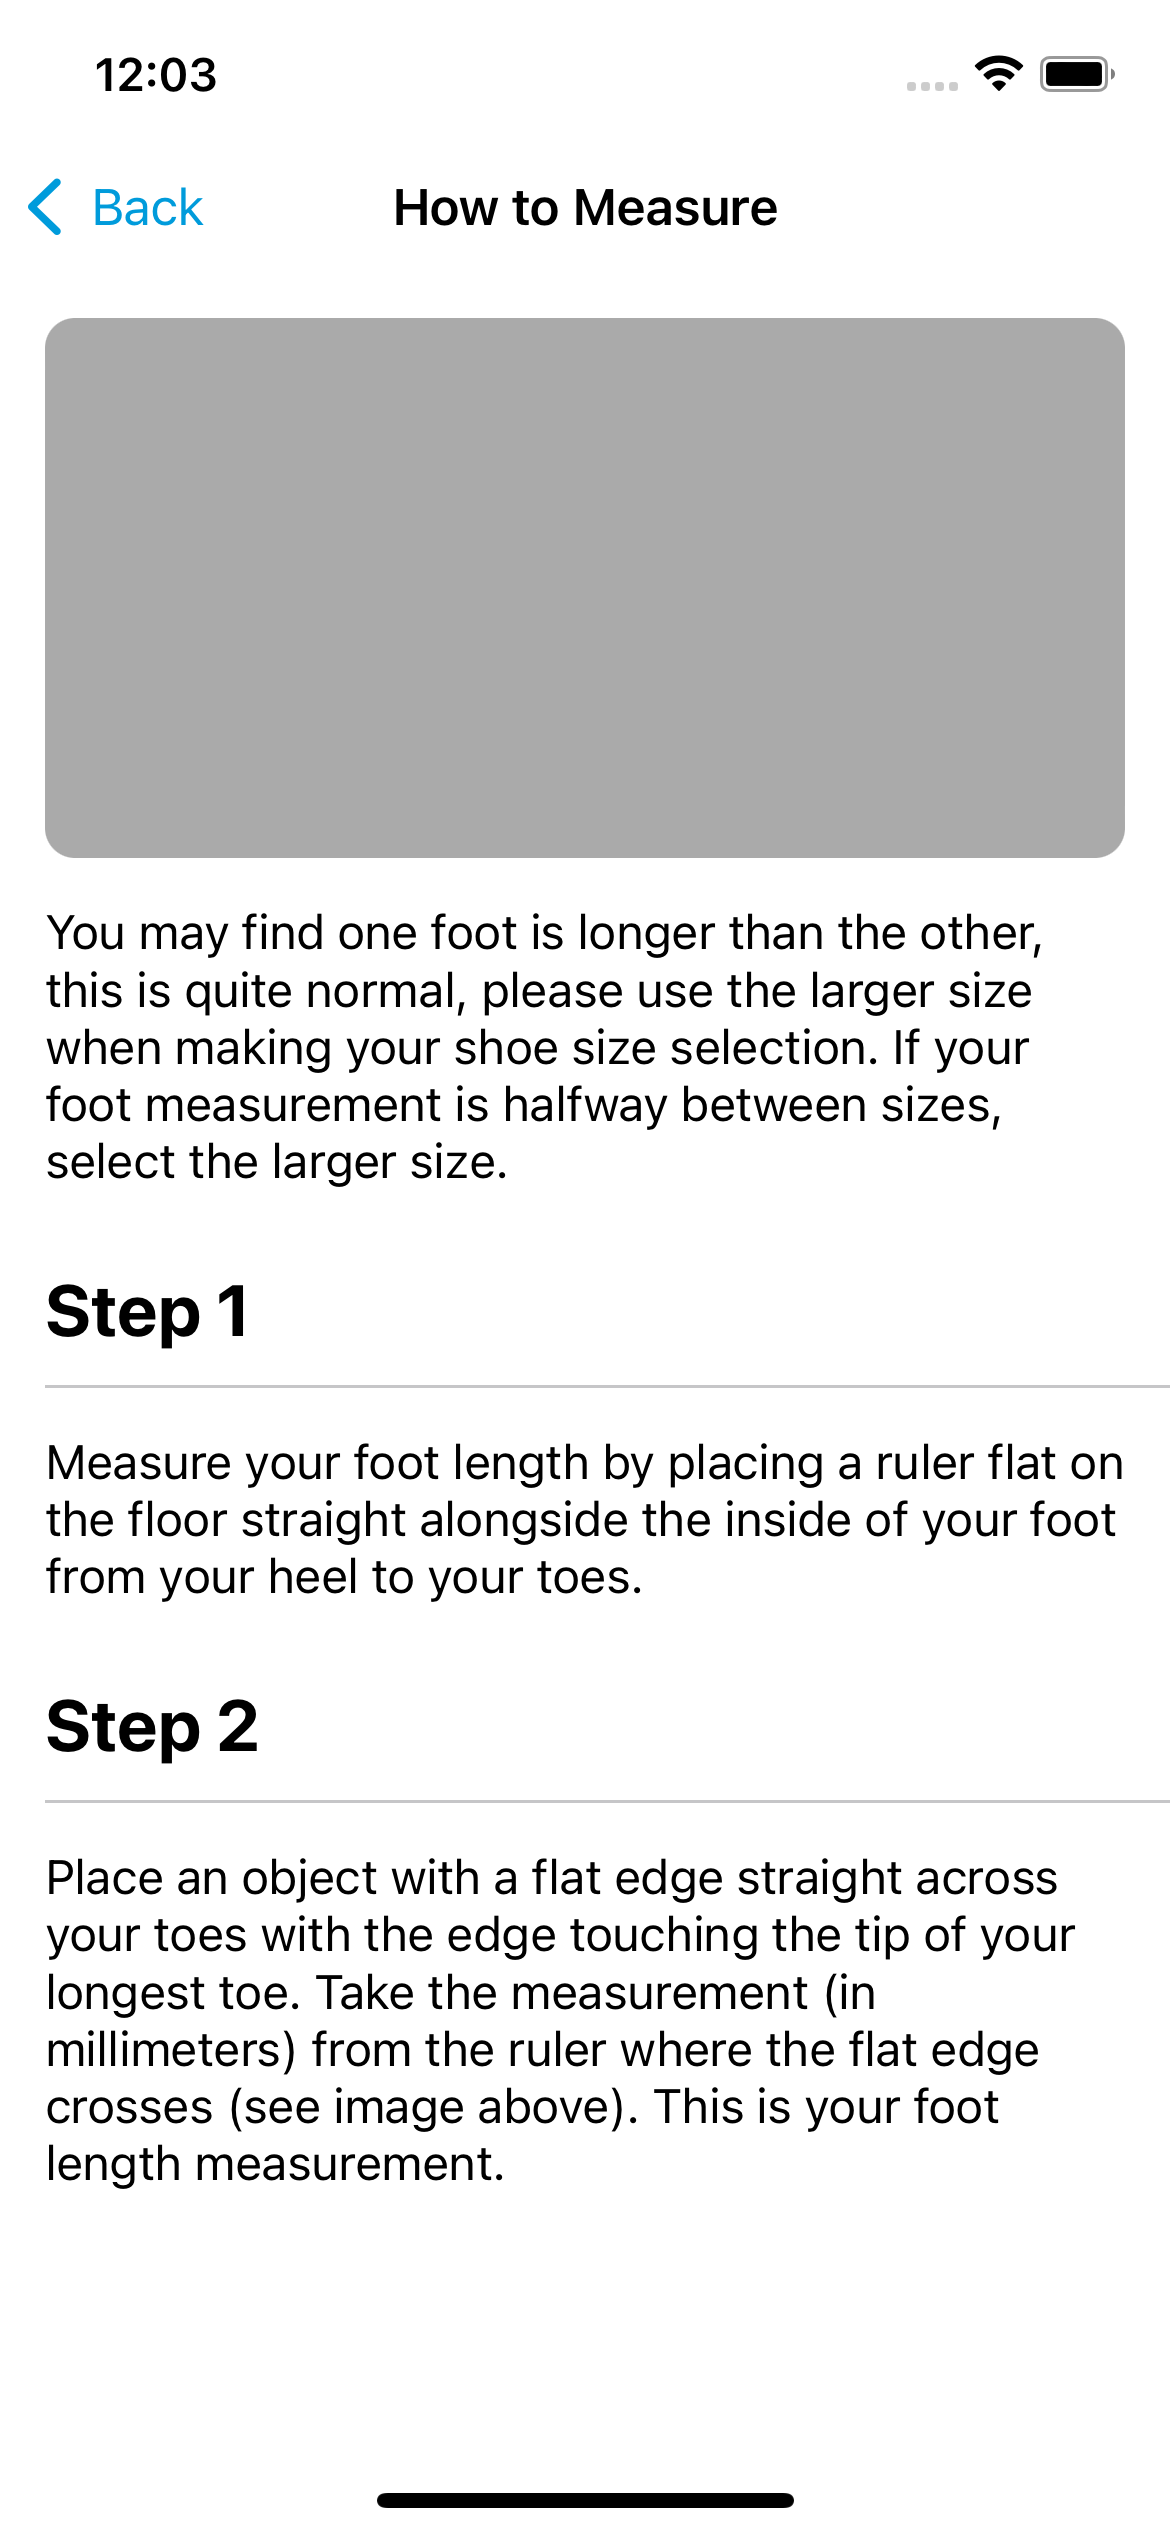 12:03
Back
How to Measure
You may find one foot is longer than the other,
this is quite normal, please use the larger size
when making your shoe size selection. If your
foot measurement is halfway between sizes,
select the larger size.
Step 1
Measure your foot length by placing a ruler flat on
the floor straight alongside the inside of your foot
from your heel to your toes.
Step 2
Place an object with a flat edge straight across
your toes with the edge touching the tip of your
longest toe. Take the measurement (in
millimeters) from the ruler where the flat edge
crosses (see image above). This is your foot
length measurement.